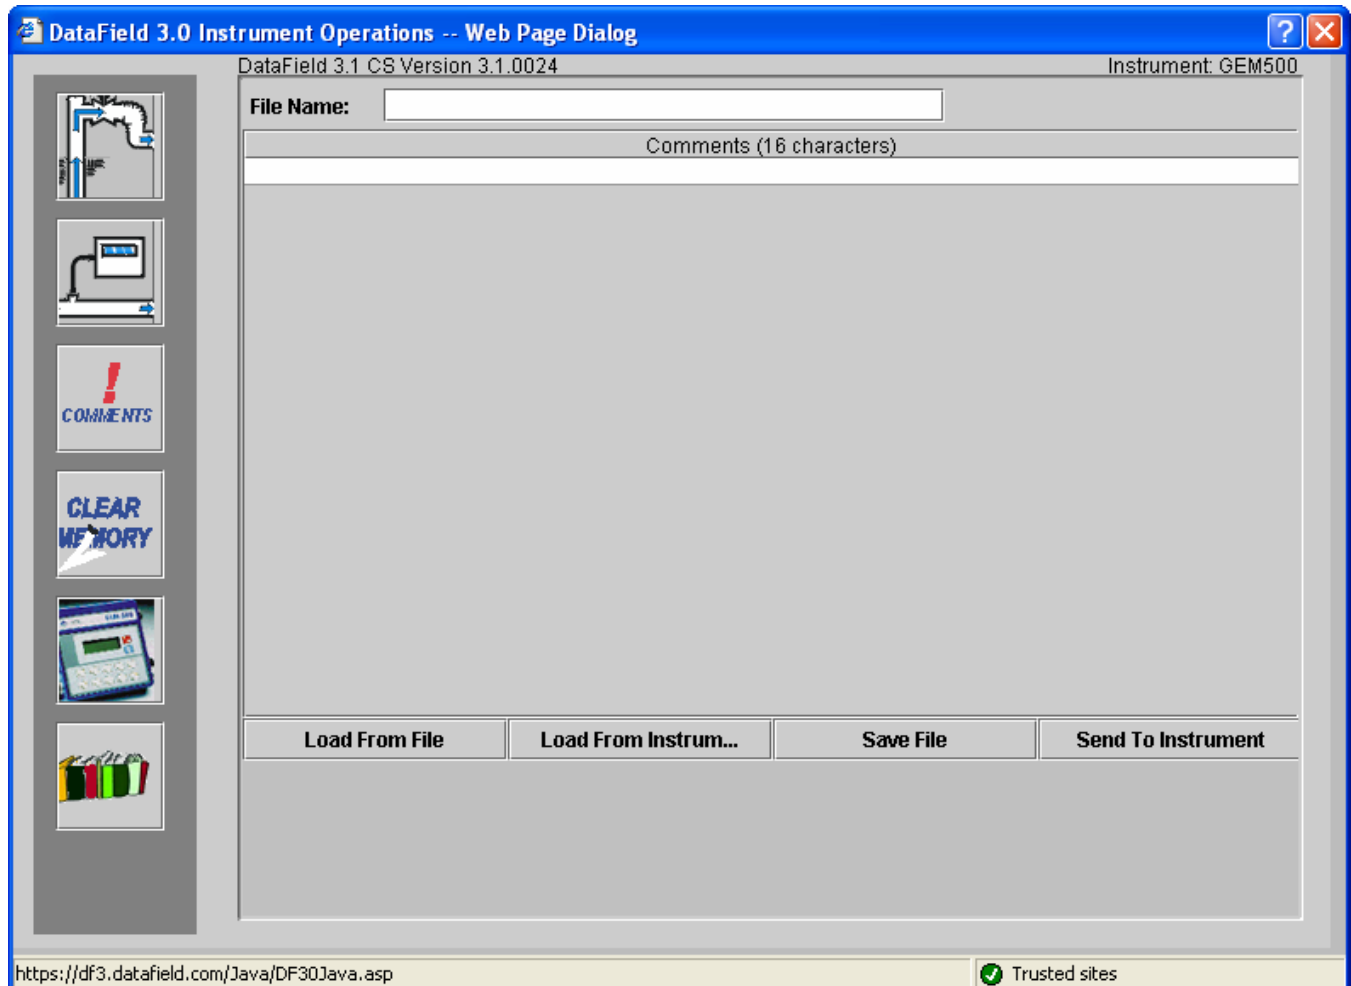 DataField 3.0 Instrument Operations -- Web Page Dialog
DataField 3.1 CS Version 3.1.0024
Instrument: GEM500
File Name:
Comments (16 characters)
!
COMMENTS
CLEAR
MEMORY
Load From File
Load From Instrum...
Save File
Send To Instrument
https://df3.datafield.com/Java/DF30Java.asp
Trusted sites